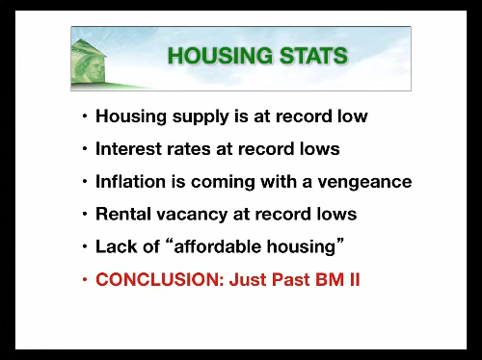 HOUSING STATS
• Housing supply is at record low
• Interest rates at record lows
• Inflation is coming with a vengeance
• Rental vacancy at record lows
• Lack of “affordable housing”
• CONCLUSION: Just Past BM II